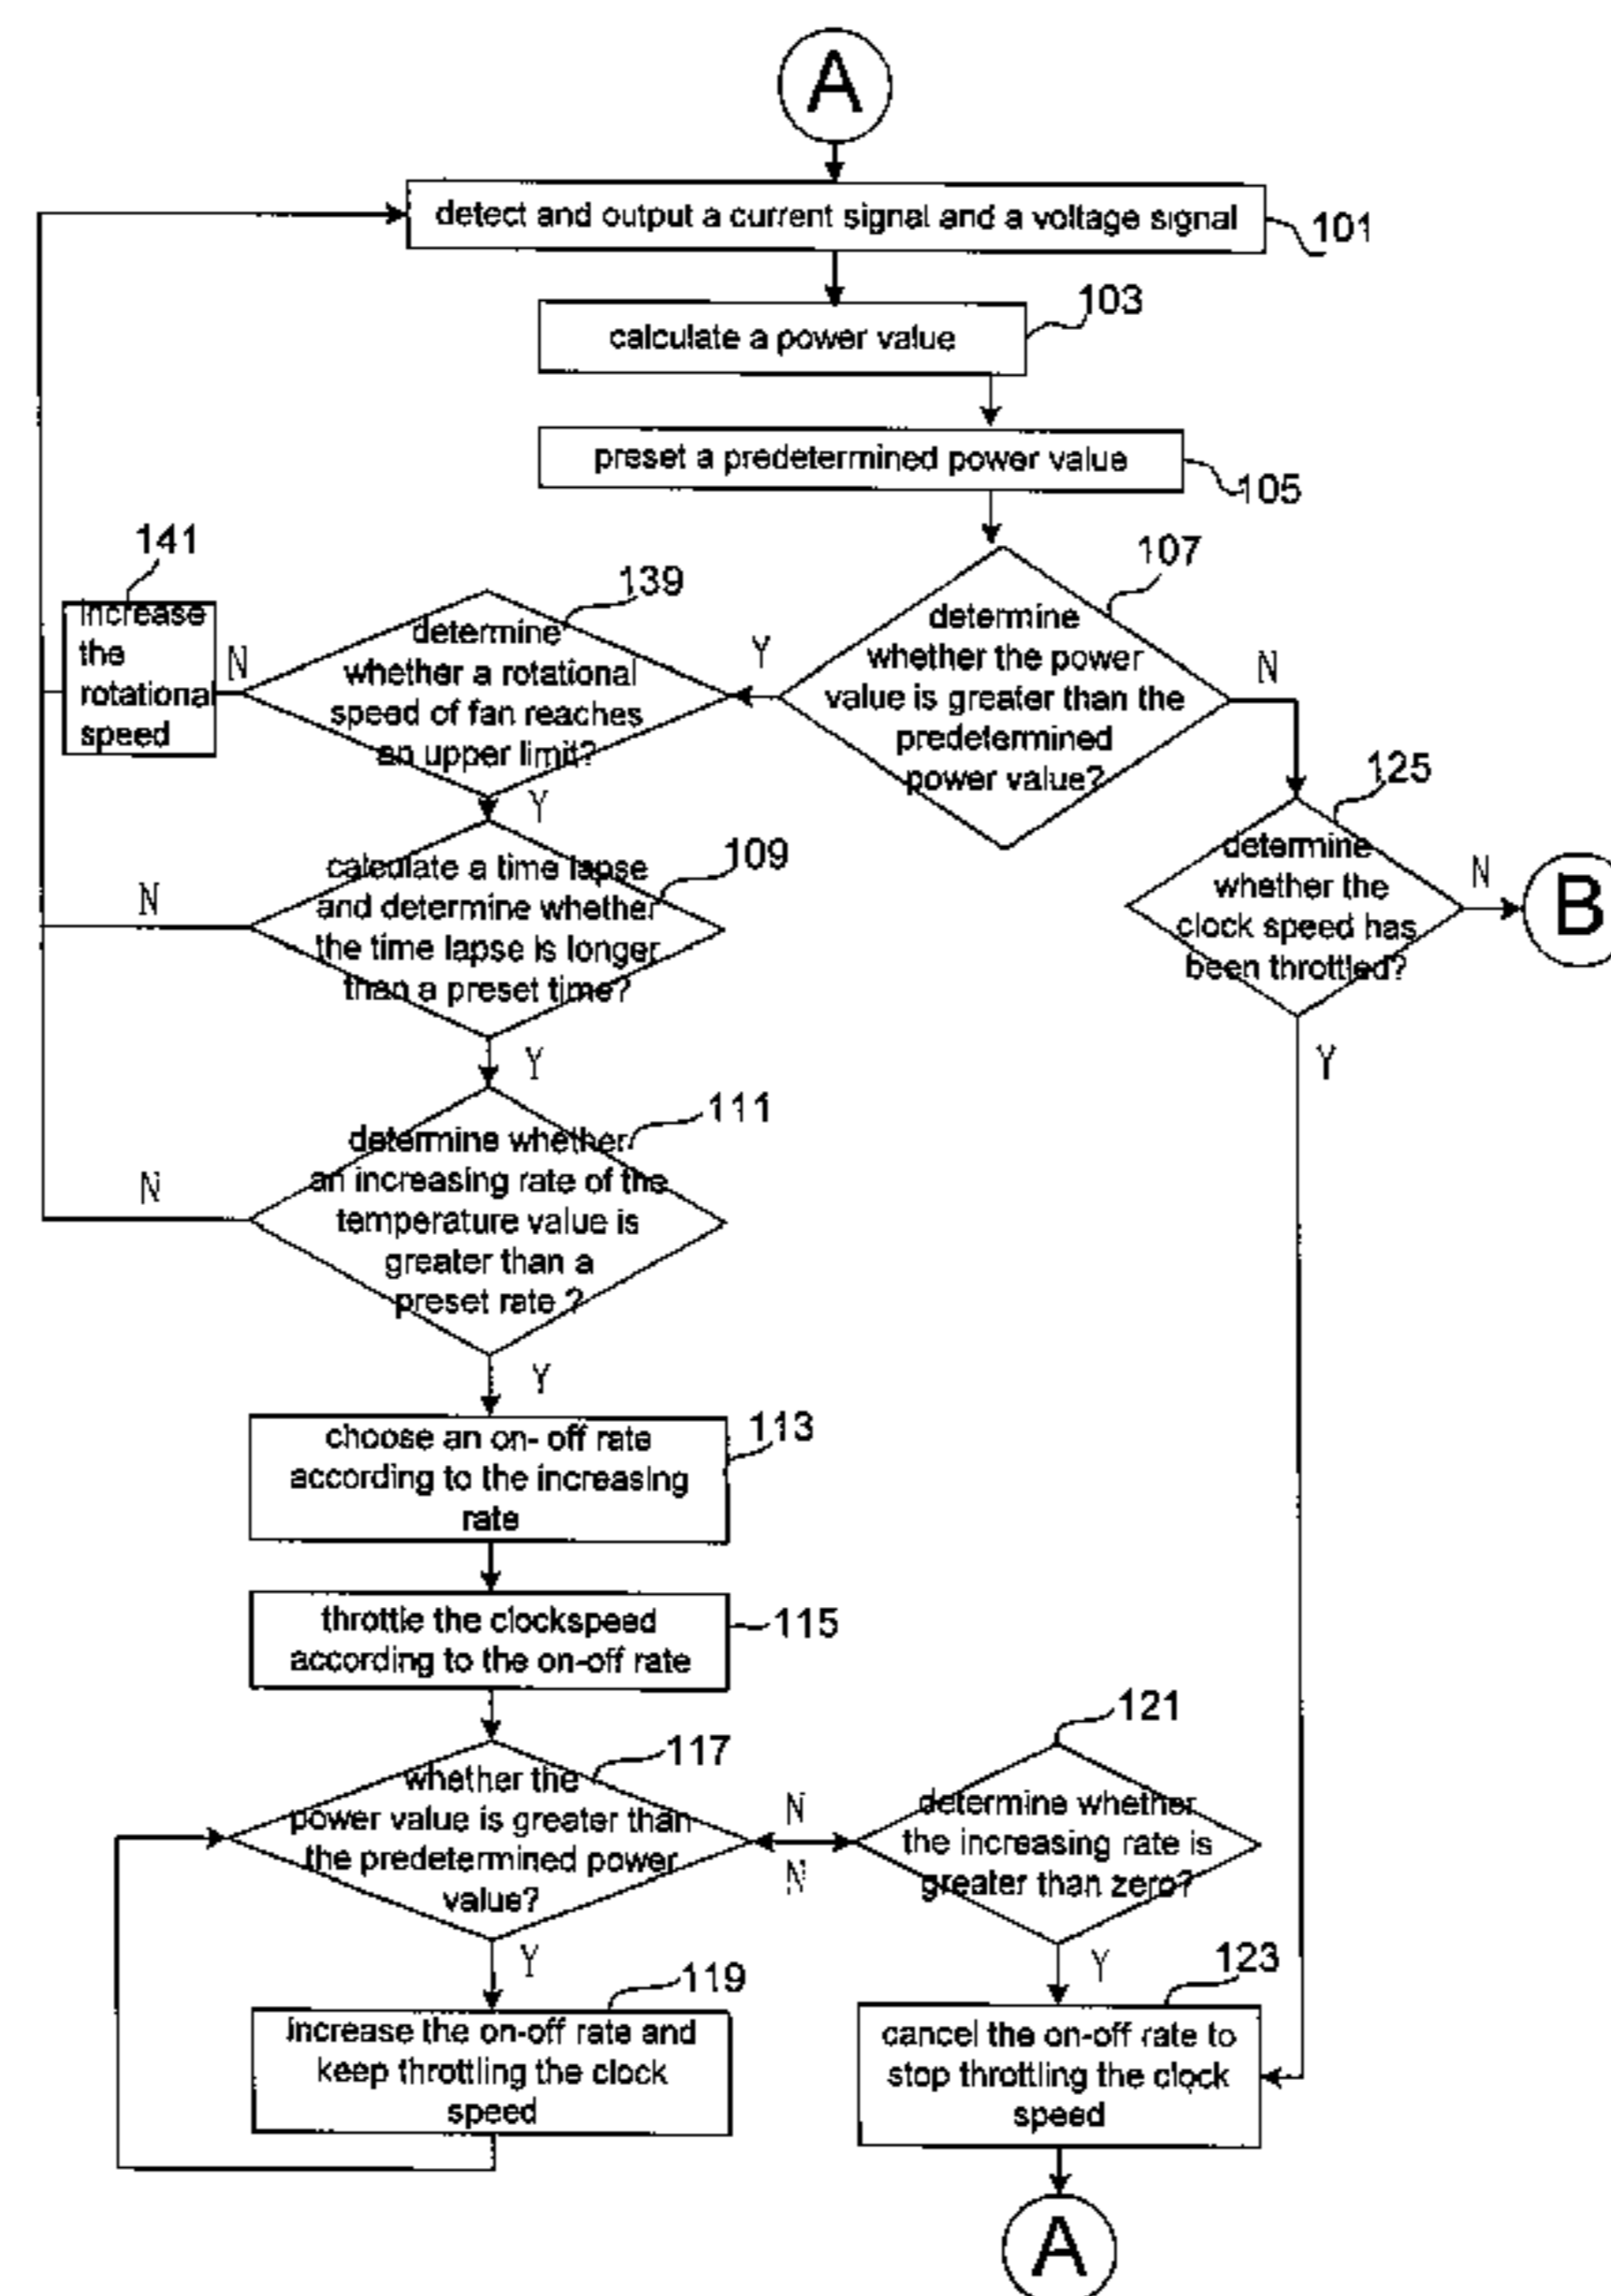 A
detect and output a current signal and a voltage signal
101
103
calculate a power value
preset a predetermined power value
105
141
increase
the
rotational
speed
N
139
determine
whether a rotational
speed of fan reaches
an upper limit?
Y
107
determine
whether the power
value is greater than the
predetermined
power value?
N
125
determine
whether the
clock speed has
been throttled?
N
B
Y
Y
109
calculate a time lapse
and determine whether
the time lapse is longer
than a preset time?
N
Y
111
determine whether
an increasing rate of the
temperature value is
greater than a
preset rate ?
N
Y
113
choose an on- off rate
according to the increasing
rate
throttle the clockspeed
according to the on-off rate
115
117
whether the
power value is greater than
the predetermined power
value?
N
N
121
determine whether
the increasing rate is
greater than zero?
Y
119
increase the on-off rate and
keep throttling the clock
speed
Y
123
cancel the on-off rate to
stop throttling the clock
speed
A